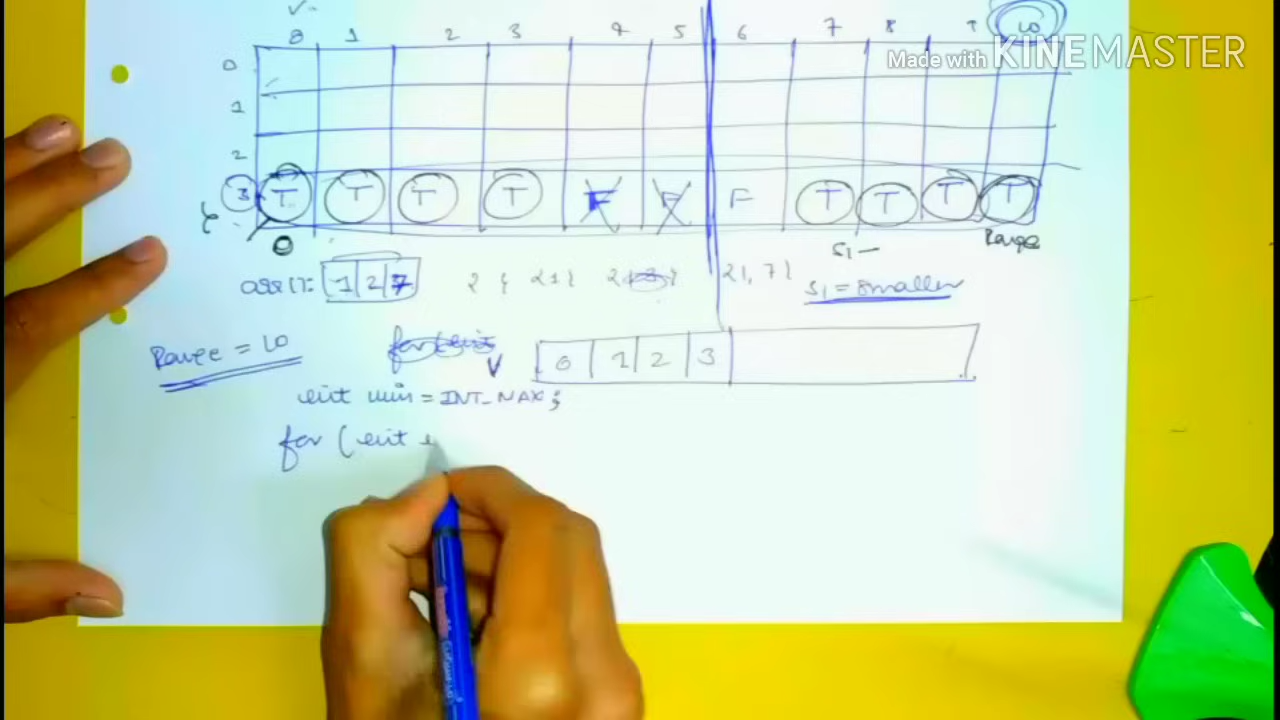 0 1 2 3 4 5 6 7 8 9 10
Made with KINEMASTER
0
1
2
3 T T T T F F F T T T T
0 S1 — Range
arr[]: 1 2 7 { } {1} {2} {1, 7} S1 = smaller
Range = 10
V 0 1 2 3
int min = INT_MAX;
for ( int